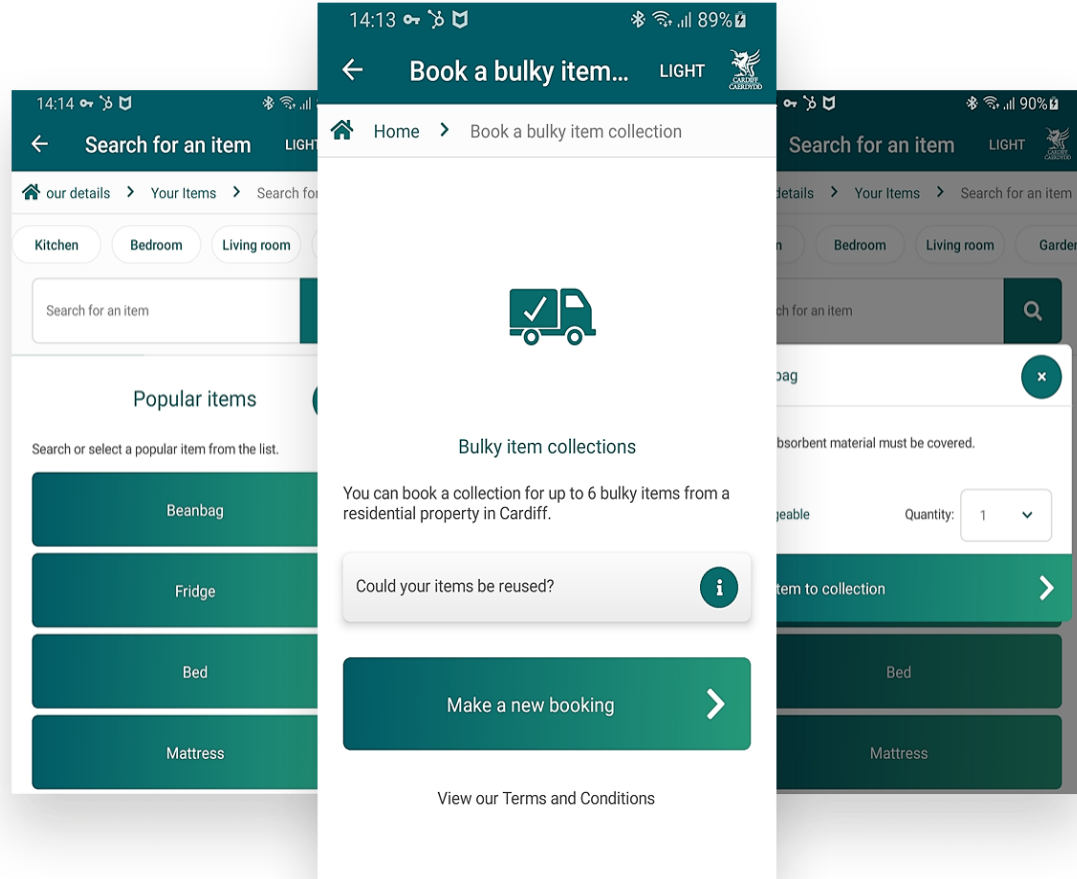 14:14
Search for an item
LIGHT
our details > Your Items > Search for
Kitchen
Bedroom
Living room
Search for an item
Popular items
Search or select a popular item from the list.
Beanbag
Fridge
Bed
Mattress
14:13
89%
Book a bulky item...
LIGHT
CARDIFF
CAERDYDD
Home > Book a bulky item collection
Bulky item collections
You can book a collection for up to 6 bulky items from a
residential property in Cardiff.
Could your items be reused?
i
Make a new booking
View our Terms and Conditions
90%
Search for an item
LIGHT
CARDIFF
CAERDYDD
details > Your Items > Search for an item
n
Bedroom
Living room
Garden
ch for an item
bag
x
bsorbent material must be covered.
geable
Quantity:
1
tem to collection
Bed
Mattress